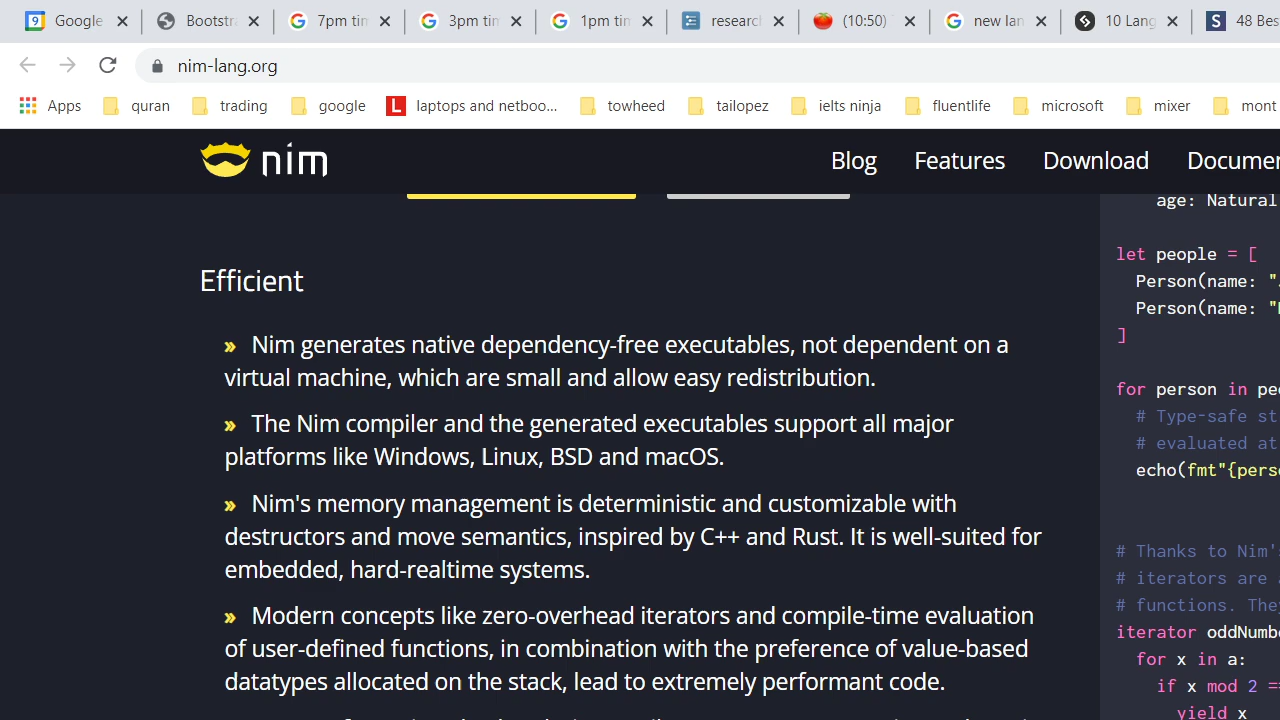 Google
Bootstr
7pm tim
3pm tim
1pm tim
research
(10:50)
new lan
10 Lang
48 Bes
nim-lang.org
Apps
quran
trading
google
laptops and netboo...
towheed
tailopez
ielts ninja
fluentlife
microsoft
mixer
mont
nim
Blog
Features
Download
Documen
Efficient
» Nim generates native dependency-free executables, not dependent on a
virtual machine, which are small and allow easy redistribution.
» The Nim compiler and the generated executables support all major
platforms like Windows, Linux, BSD and macOS.
» Nim's memory management is deterministic and customizable with
destructors and move semantics, inspired by C++ and Rust. It is well-suited for
embedded, hard-realtime systems.
» Modern concepts like zero-overhead iterators and compile-time evaluation
of user-defined functions, in combination with the preference of value-based
datatypes allocated on the stack, lead to extremely performant code.
age: Natural
let people = [
Person(name: "
Person(name: "
]
for person in pe
# Type-safe st
# evaluated at
echo(fmt"{pers
# Thanks to Nim'
# iterators are
# functions. The
iterator oddNumb
for x in a:
if x mod 2 ==
yield x